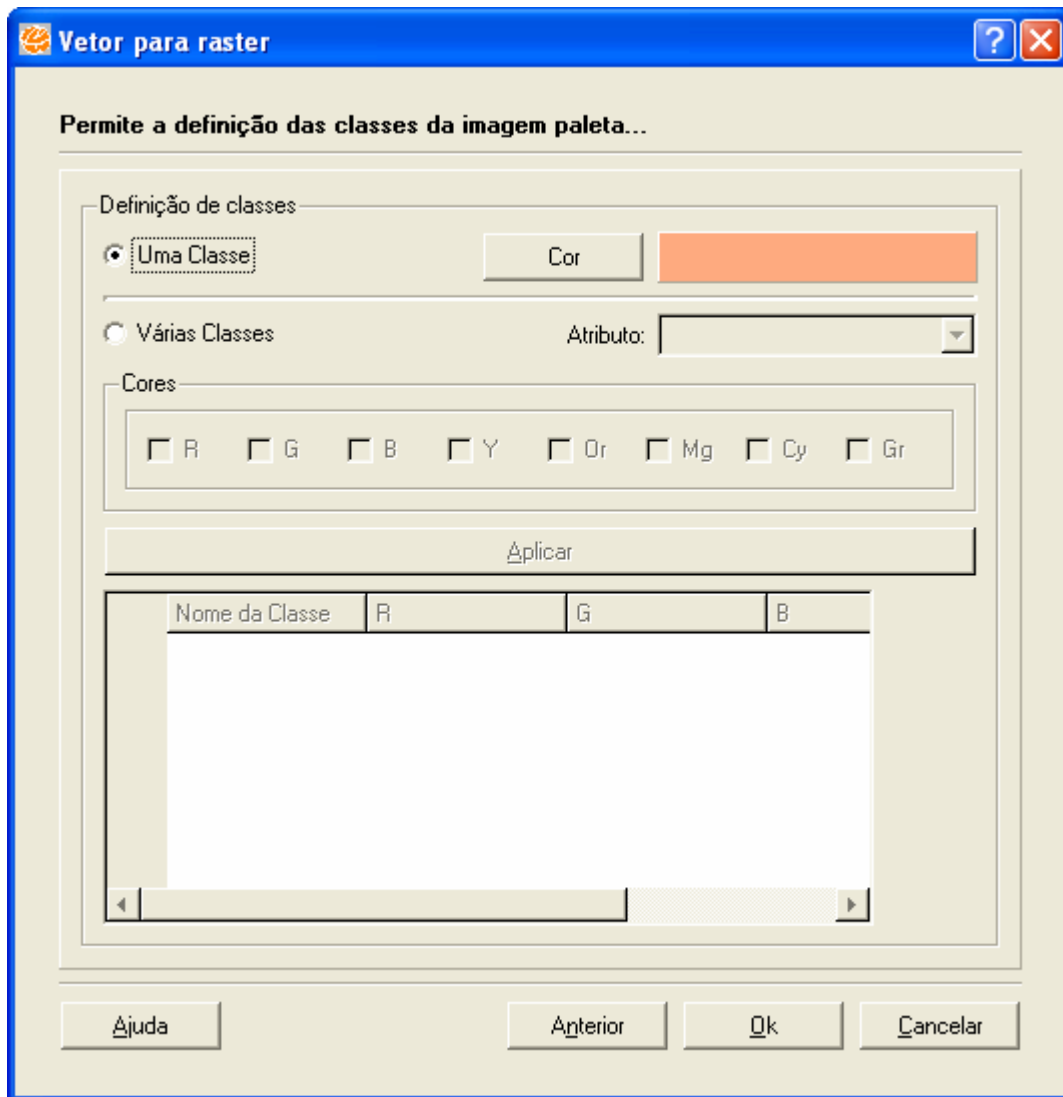 Vetor para raster
Permite a definição das classes da imagem paleta...
Definição de classes
Uma Classe Cor
Várias Classes Atributo:
Cores
R G B Y Or Mg Cy Gr
Aplicar
Nome da Classe R G B
Ajuda Anterior Ok Cancelar